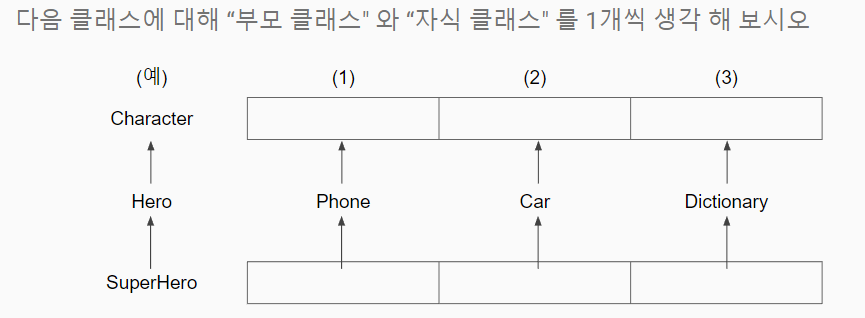 다음 클래스에 대해 “부모 클래스" 와 “자식 클래스" 를 1개씩 생각 해 보시오
(예) (1) (2) (3)
Character
Hero Phone Car Dictionary
SuperHero